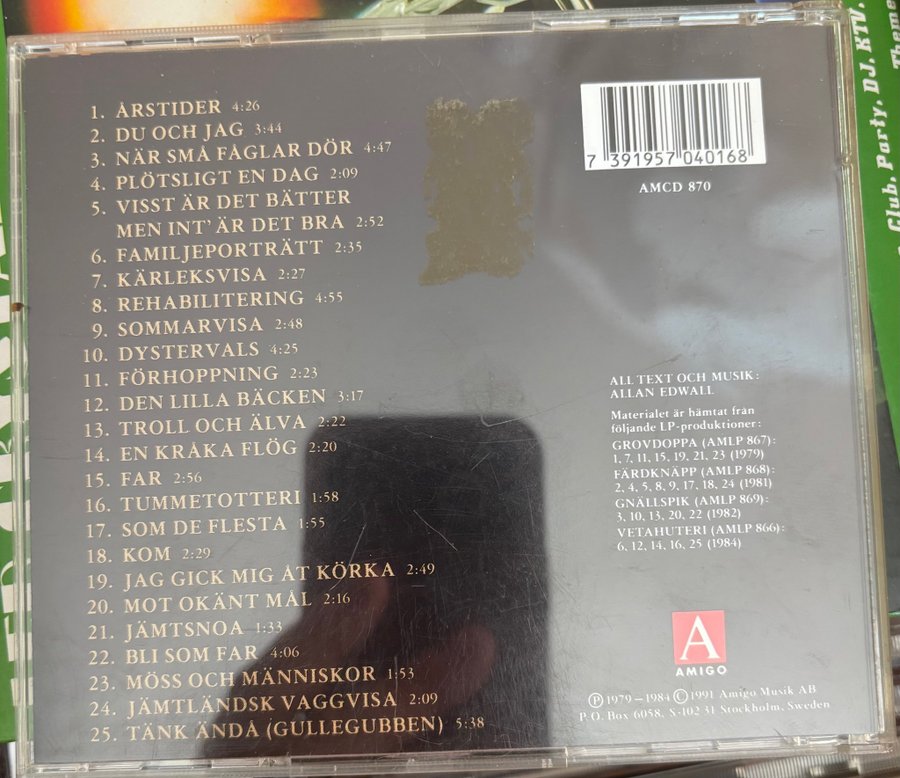 1. ÅRSTIDER 4:26
2. DU OCH JAG 3:44
3. NÄR SMÅ FÅGLAR DÖR 4:47
4. PLÖTSLIGT EN DAG 2:09
5. VISST ÄR DET BÄTTER
MEN INT' ÄR DET BRA 2:52
6. FAMILJEPORTRÄTT 2:35
7. KÄRLEKSVISA 2:27
8. REHABILITERING 4:55
9. SOMMARVISA 2:48
10. DYSTERVALS 4:25
11. FÖRHOPPNING 2:23
12. DEN LILLA BÄCKEN 3:17
13. TROLL OCH ÄLVA 2:22
14. EN KRÅKA FLÖG 2:20
15. FAR 2:56
16. TUMMETOTTERI 1:58
17. SOM DE FLESTA 1:55
18. KOM 2:29
19. JAG GICK MIG ÅT KÖRKA 2:49
20. MOT OKÄNT MÅL 2:16
21. JÄMTSNOA 1:33
22. BLI SOM FAR 4:06
23. MÖSS OCH MÄNNISKOR 1:53
24. JÄMTLÄNDSK VAGGVISA 2:09
25. TÄNK ÄNDÅ (GULLEGUBBEN) 5:38
7 391957 040168
AMCD 870
ALL TEXT OCH MUSIK:
ALLAN EDWALL
Materialet är hämtat från
följande LP-produktioner:
GROVDOPPA (AMLP 867):
1, 7, 11, 15, 19, 21, 23 (1979)
FÄRDKNÄPP (AMLP 868):
2, 4, 5, 8, 9, 17, 18, 24 (1981)
GNÄLLSPIK (AMLP 869):
3, 10, 13, 20, 22 (1982)
VETAHUTERI (AMLP 866):
6, 12, 14, 16, 25 (1984)
A
AMIGO
Ⓟ 1979–1984 © 1991 Amigo Musik AB
P.O. Box 6058, S-102 31 Stockholm, Sweden
Club. Party. DJ. KTV.
Theme